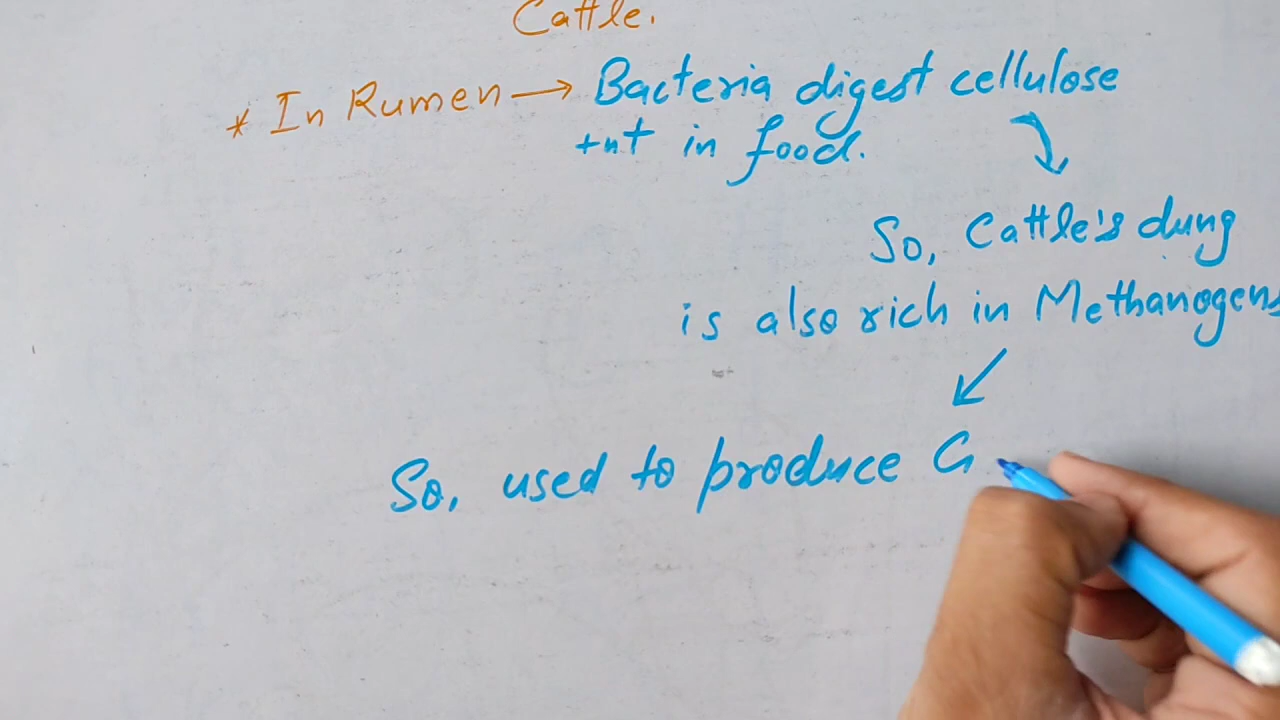 Cattle.
* In Rumen → Bacteria digest cellulose
+nt in food.
So, Cattle's dung
is also rich in Methanogens
So, used to produce G